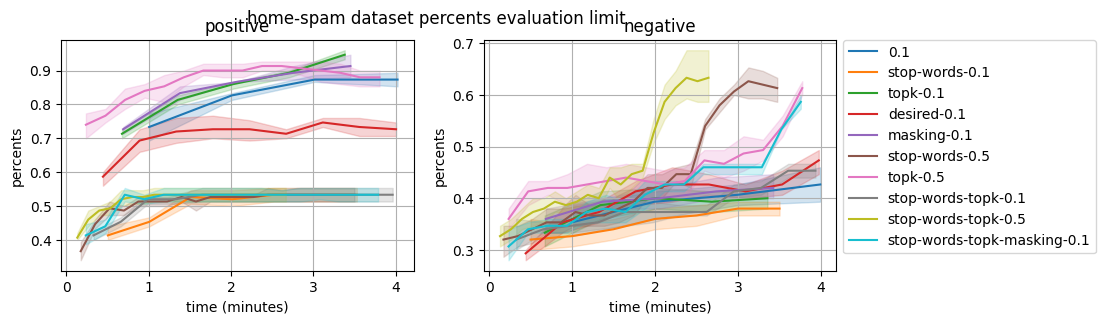 home-spam dataset percents evaluation limit
positive
negative
percents
0.9
0.8
0.7
0.6
0.5
0.4
0 1 2 3 4
time (minutes)
percents
0.7
0.6
0.5
0.4
0.3
0 1 2 3 4
time (minutes)
0.1
stop-words-0.1
topk-0.1
desired-0.1
masking-0.1
stop-words-0.5
topk-0.5
stop-words-topk-0.1
stop-words-topk-0.5
stop-words-topk-masking-0.1